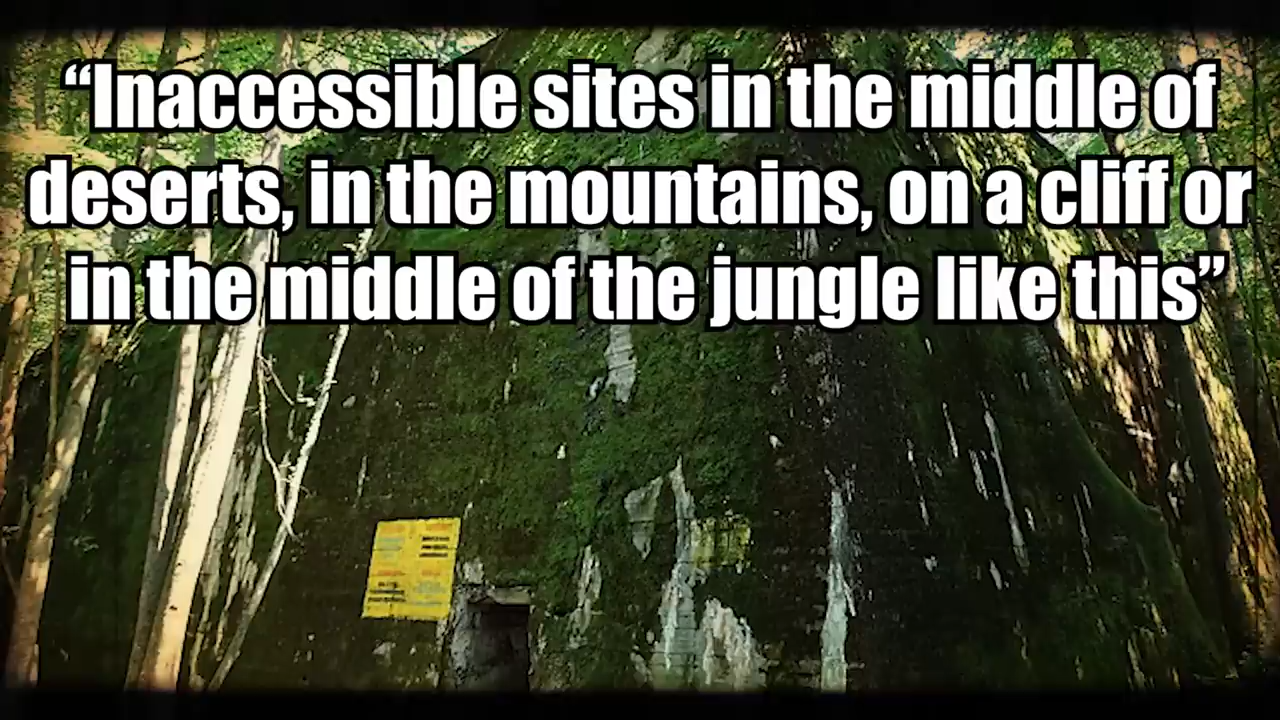 “Inaccessible sites in the middle of
deserts, in the mountains, on a cliff or
in the middle of the jungle like this”